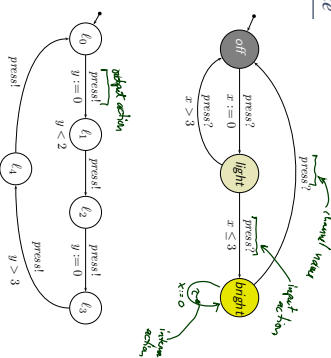 off
press?
x := 0
press?
x > 3
light
press?
x ≤ 3
bright
press?
channel names
input
action
x:=0
τ
intern
action
ℓ0
press!
y := 0
output action
ℓ1
y < 2
press!
ℓ2
press!
y := 0
ℓ3
press!
y > 3
ℓ4
press!